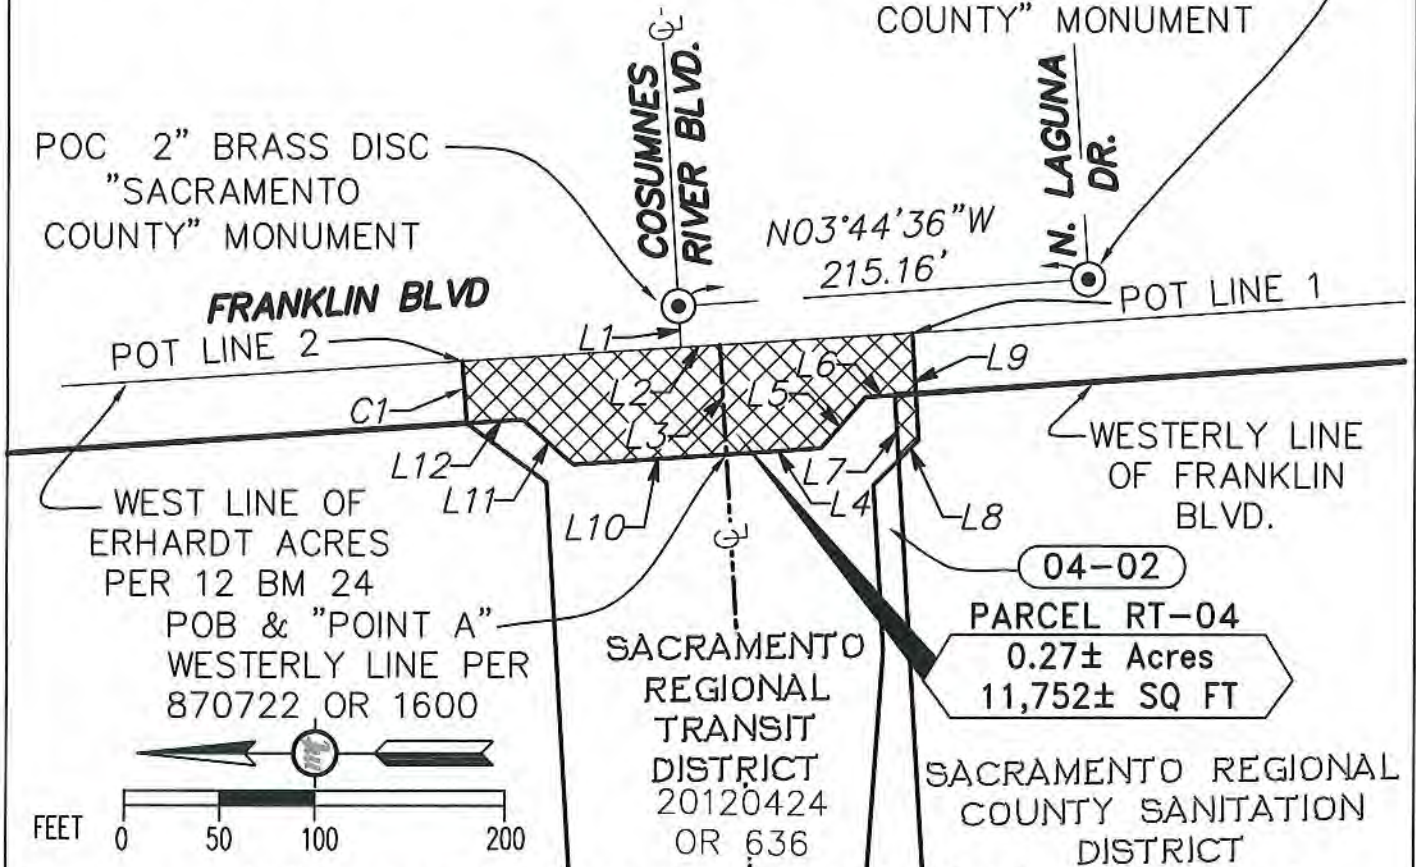 COUNTY" MONUMENT
COSUMNES
RIVER BLVD.
N. LAGUNA
DR.
POC 2" BRASS DISC
"SACRAMENTO
COUNTY" MONUMENT
N03°44'36"W
215.16'
FRANKLIN BLVD
POT LINE 2
POT LINE 1
L1
L2
L3
L5
L6
L9
C1
L12
L11
L10
L4
L7
L8
WESTERLY LINE
OF FRANKLIN
BLVD.
WEST LINE OF
ERHARDT ACRES
PER 12 BM 24
POB & "POINT A"
WESTERLY LINE PER
870722 OR 1600
04-02
PARCEL RT-04
0.27± Acres
11,752± SQ FT
SACRAMENTO
REGIONAL
TRANSIT
DISTRICT
20120424
OR 636
SACRAMENTO REGIONAL
COUNTY SANITATION
DISTRICT
FEET
0 50 100 200